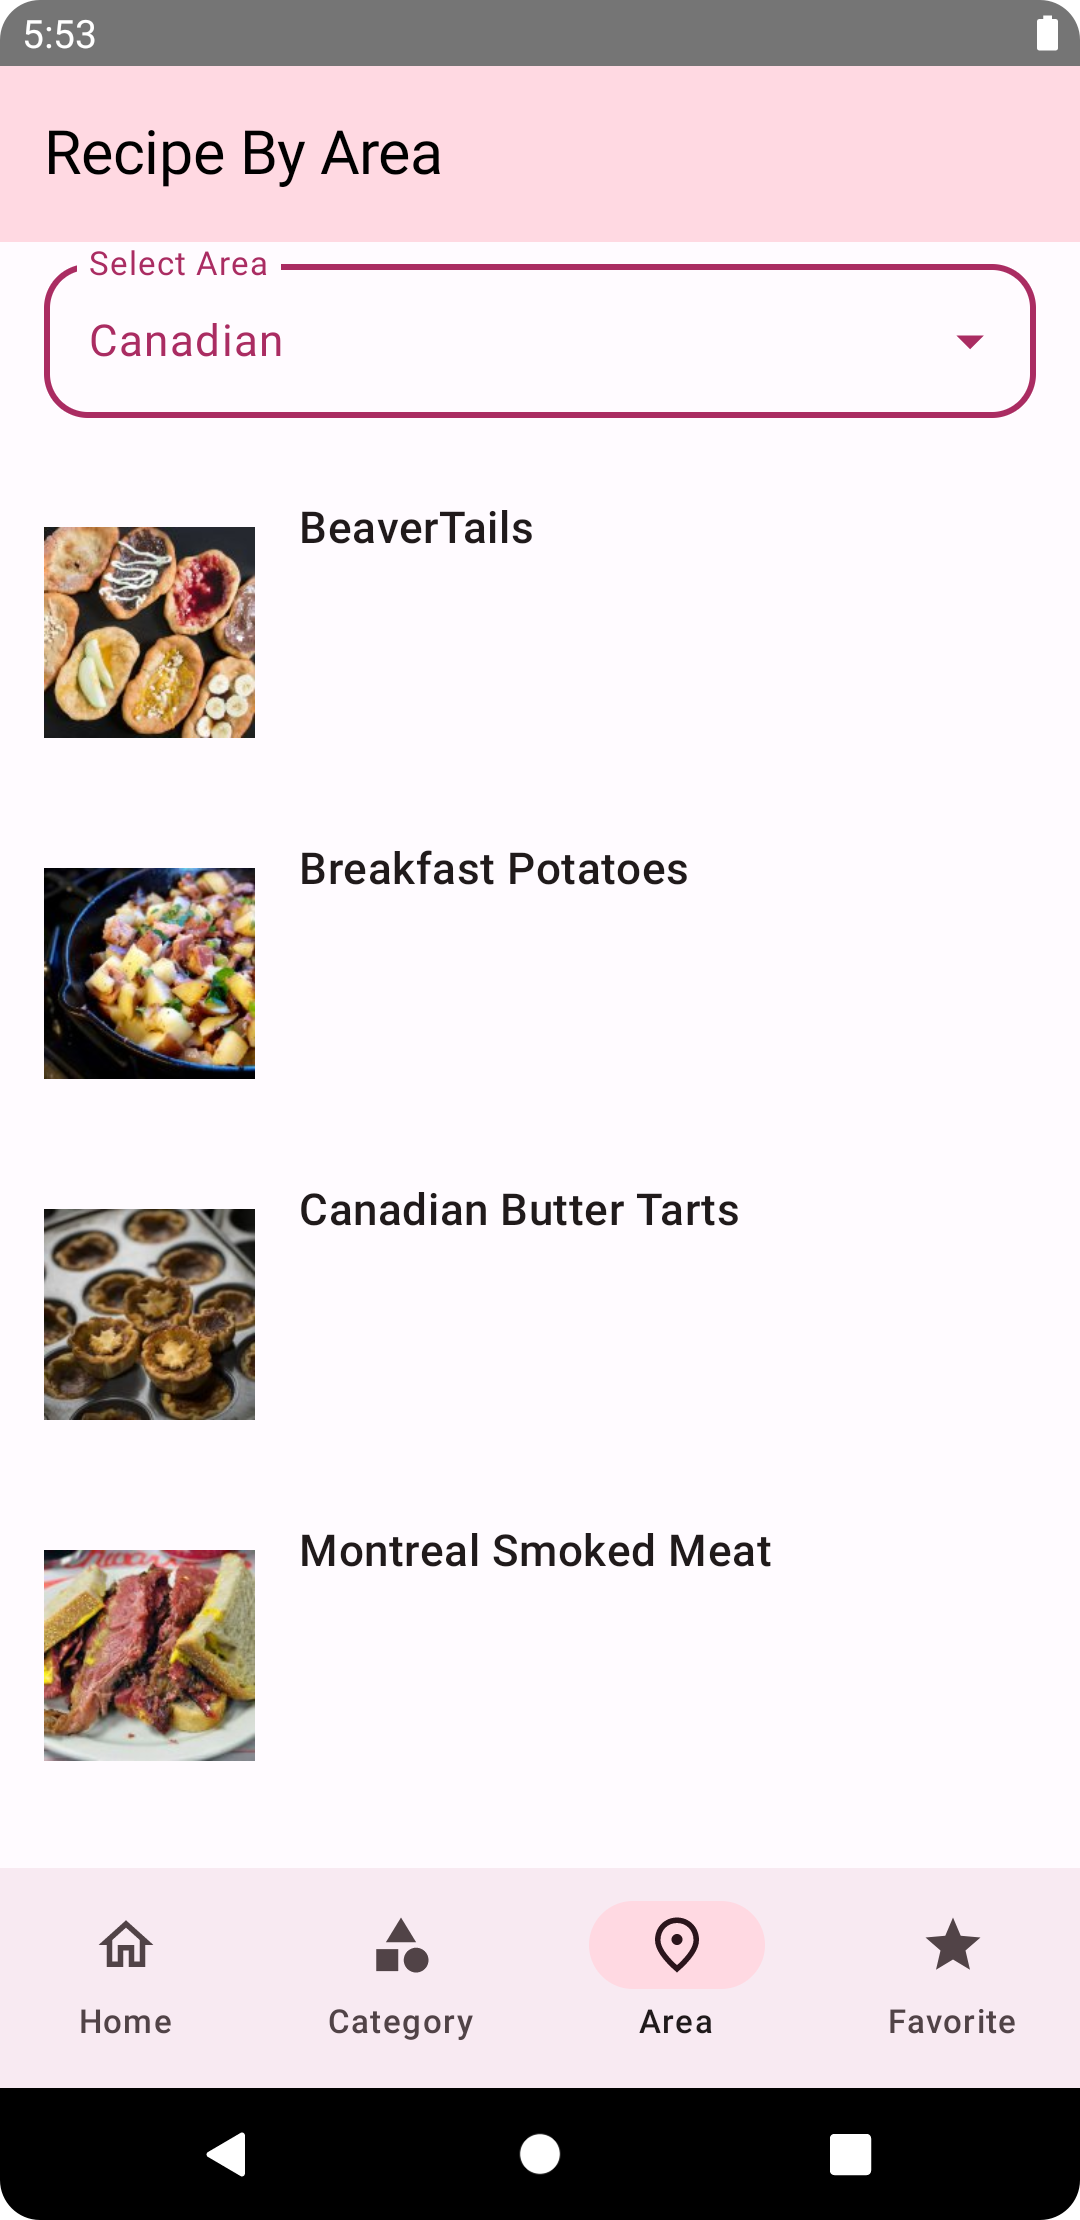 5:53
Recipe By Area
Select Area
Canadian
BeaverTails
Breakfast Potatoes
Canadian Butter Tarts
Montreal Smoked Meat
Home
Category
Area
Favorite